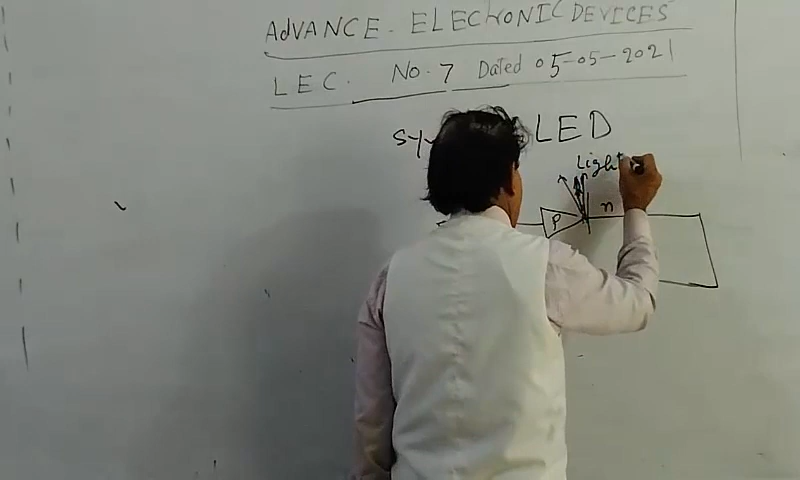 AdVANCE. ELECtroNIC DEVICES
LEC. No. 7 Dated 05-05-2021
LED
Light
P n